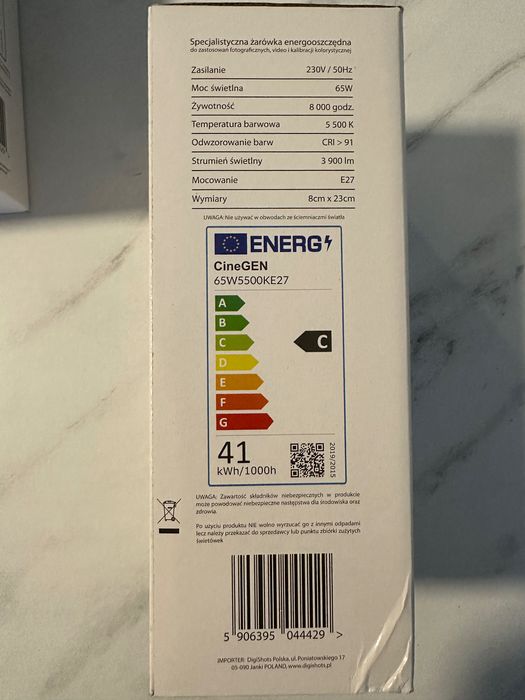 Specjalistyczna żarówka energooszczędna
do zastosowań fotograficznych, video i kalibracji kolorystycznej
Zasilanie 230V / 50Hz
Moc świetlna 65W
Żywotność 8 000 godz.
Temperatura barwowa 5 500 K
Odwzorowanie barw CRI > 91
Strumień świetlny 3 900 lm
Mocowanie E27
Wymiary 8cm x 23cm
UWAGA: Nie używać w obwodach ze ściemniaczami światła
ENERG
CineGEN
65W5500KE27
A
B
C
C
D
E
F
G
41
kWh/1000h
2019/2015
UWAGA: Zawartość składników niebezpiecznych w produkcie
może powodować niebezpieczne następstwa dla środowiska oraz
zdrowia.
Po użyciu produktu NIE wolno wyrzucać go z innymi odpadami
lecz należy przekazać do sprzedawcy lub punktu zbiórki zużytych
świetówek
5 906395 044429 >
IMPORTER: DigiShots Polska, ul. Poniatowskiego 17
05-090 Janki POLAND, www.digishots.pl